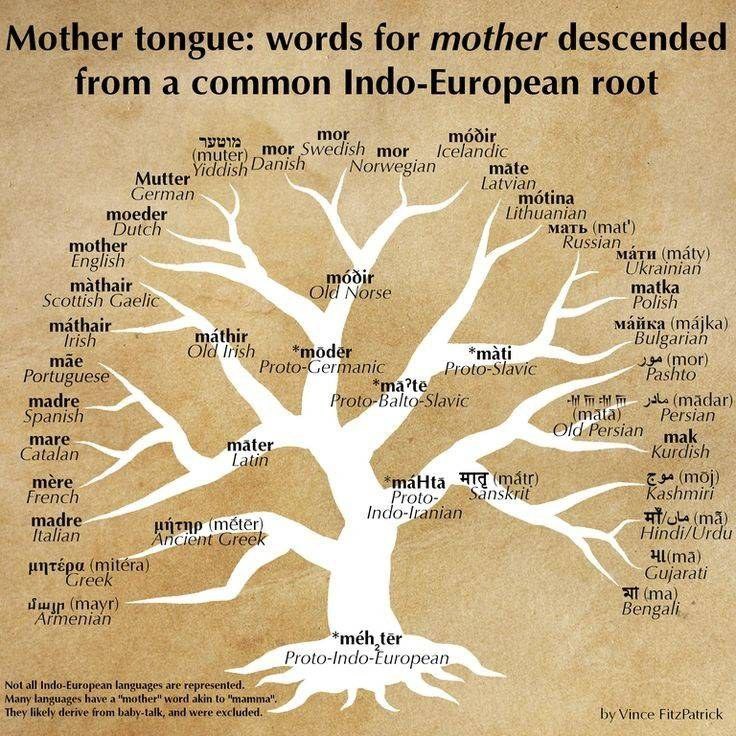 Mother tongue: words for mother descended
from a common Indo-European root
מוטער
(muter)
Yiddish
mor
Danish
mor
Swedish
mor
Norwegian
móðir
Icelandic
māte
Latvian
mótina
Lithuanian
мать (mat')
Russian
ма́ти (máty)
Ukrainian
matka
Polish
ма́йка (májka)
Bulgarian
Mutter
German
moeder
Dutch
mother
English
màthair
Scottish Gaelic
máthair
Irish
mãe
Portuguese
madre
Spanish
mare
Catalan
mère
French
madre
Italian
móðir
Old Norse
máthir
Old Irish
*mōdēr
Proto-Germanic
*màti
Proto-Slavic
*māˀtē
Proto-Balto-Slavic
māter
Latin
μήτηρ (mḗtēr)
Ancient Greek
μητέρα (mitéra)
Greek
մայր (mayr)
Armenian
*máHtā
Proto-
Indo-Iranian
मातृ (mátr)
Sanskrit
مور (mor)
Pashto
(mātā)
Old Persian
مادر (mādar)
Persian
mak
Kurdish
موج (mōj)
Kashmiri
माँ/ماں (mā̃)
Hindi/Urdu
મા(mā)
Gujarati
মা (ma)
Bengali
*méh₂tēr
Proto-Indo-European
Not all Indo-European languages are represented.
Many languages have a "mother" word akin to "mamma".
They likely derive from baby-talk, and were excluded.
by Vince FitzPatrick